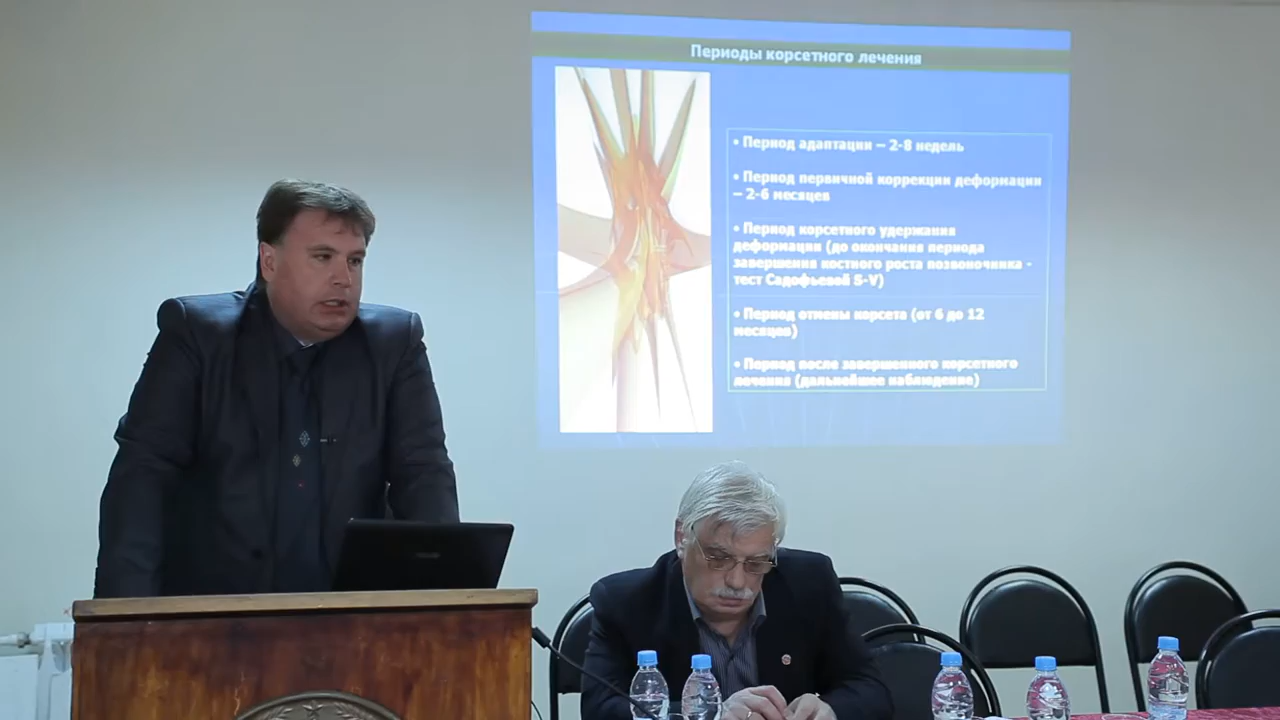 Периоды корсетного лечения
• Период адаптации – 2-8 недель
• Период первичной коррекции деформации
– 2-6 месяцев
• Период корсетного удержания
деформации (до окончания периода
завершения костного роста позвоночника -
тест Садофьевой S-V)
• Период отмены корсета (от 6 до 12
месяцев)
• Период после завершенного корсетного
лечения (дальнейшее наблюдение)